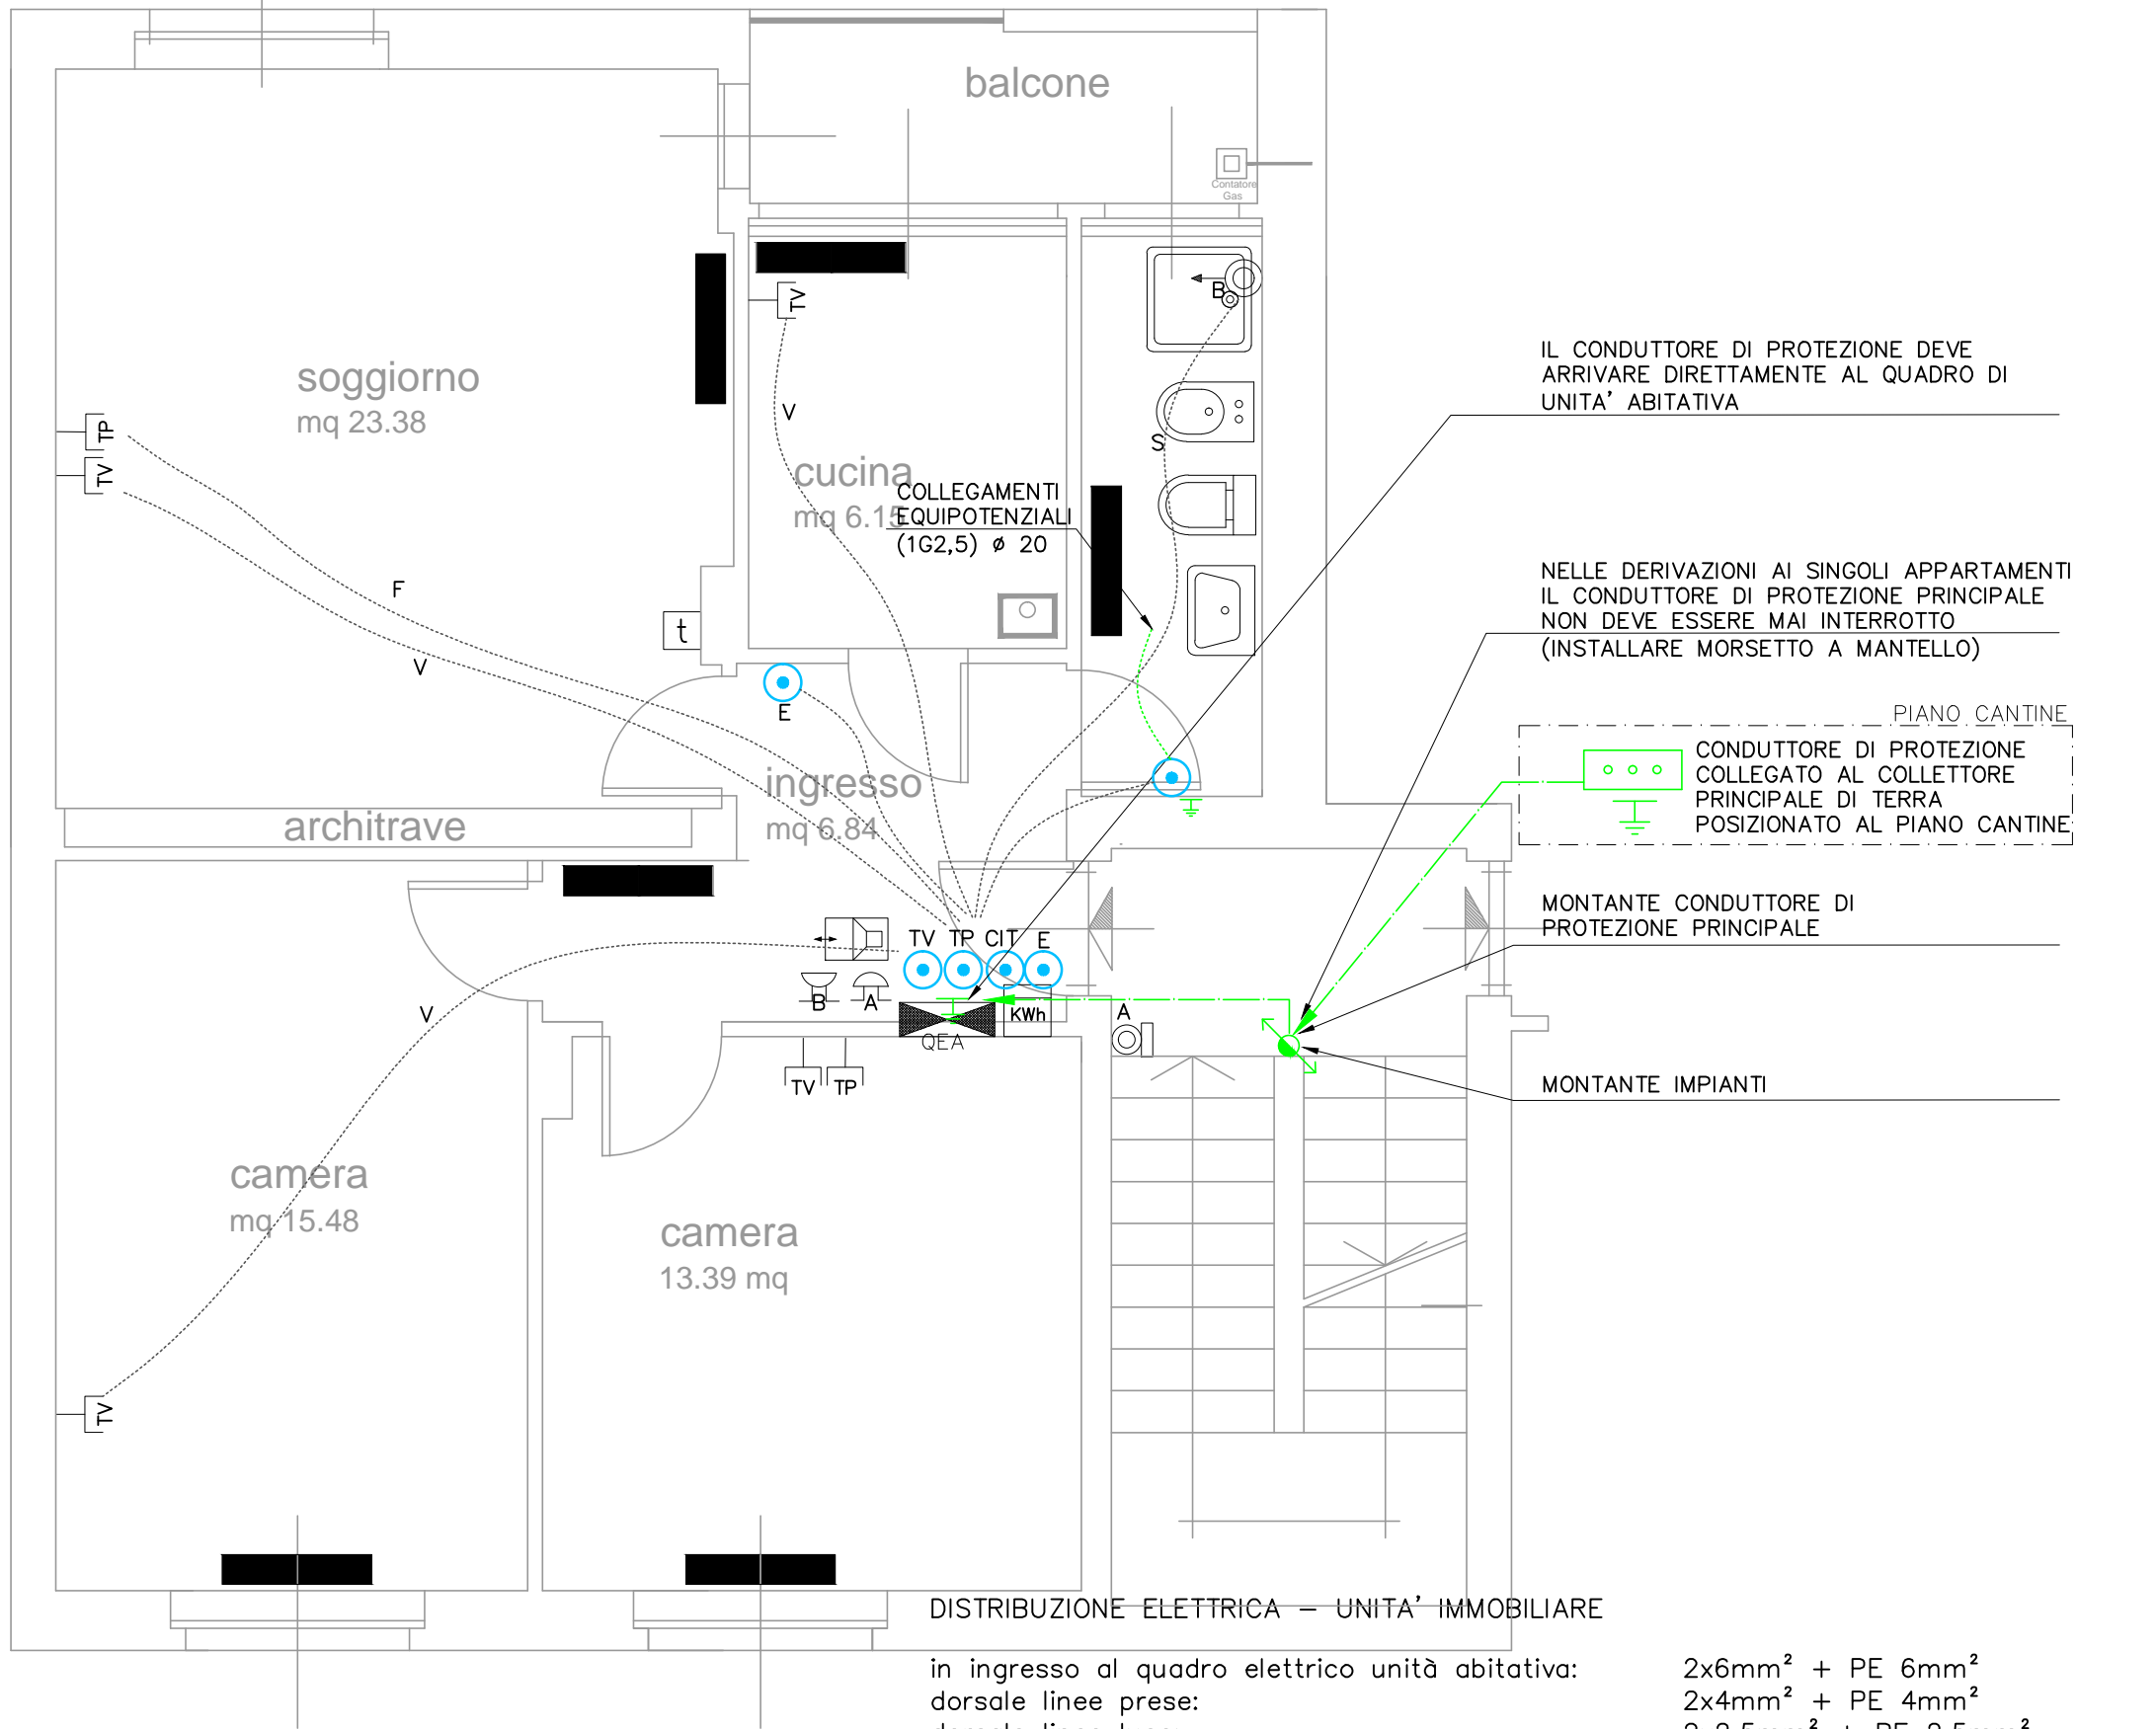 balcone
Contatore
Gas
B
TV
soggiorno
mq 23.38
TP
TV
V
cucina
mq 6.15
S
COLLEGAMENTI
EQUIPOTENZIALI
(1G2,5) ø 20
IL CONDUTTORE DI PROTEZIONE DEVE
ARRIVARE DIRETTAMENTE AL QUADRO DI
UNITA' ABITATIVA
NELLE DERIVAZIONI AI SINGOLI APPARTAMENTI
IL CONDUTTORE DI PROTEZIONE PRINCIPALE
NON DEVE ESSERE MAI INTERROTTO
(INSTALLARE MORSETTO A MANTELLO)
F
V
t
E
PIANO CANTINE
CONDUTTORE DI PROTEZIONE
COLLEGATO AL COLLETTORE
PRINCIPALE DI TERRA
POSIZIONATO AL PIANO CANTINE
ingresso
mq 6.84
architrave
MONTANTE CONDUTTORE DI
PROTEZIONE PRINCIPALE
TV TP CIT E
B A
V
KWh
A
QEA
TV TP
MONTANTE IMPIANTI
camera
mq 15.48
camera
13.39 mq
TV
DISTRIBUZIONE ELETTRICA – UNITA' IMMOBILIARE
in ingresso al quadro elettrico unità abitativa: 2x6mm² + PE 6mm²
dorsale linee prese: 2x4mm² + PE 4mm²